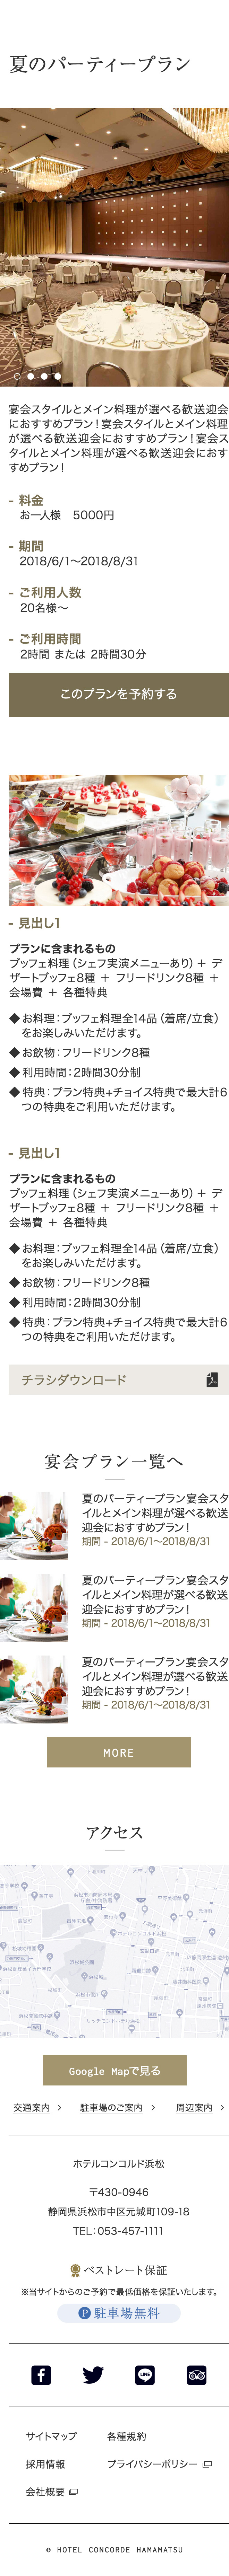 夏のパーティープラン
宴会スタイルとメイン料理が選べる歓送迎会
におすすめプラン！宴会スタイルとメイン料理
が選べる歓送迎会におすすめプラン！宴会ス
タイルとメイン料理が選べる歓送迎会におす
すめプラン！
- 料金
お一人様　5000円
- 期間
2018/6/1～2018/8/31
- ご利用人数
20名様～
- ご利用時間
2時間 または 2時間30分
このプランを予約する
- 見出し1
プランに含まれるもの
ブッフェ料理（シェフ実演メニューあり）＋ デ
ザートブッフェ8種 ＋ フリードリンク8種 ＋
会場費 ＋ 各種特典
◆ お料理：ブッフェ料理全14品（着席/立食）
をお楽しみいただけます。
◆ お飲物：フリードリンク8種
◆ 利用時間：2時間30分制
◆ 特典：プラン特典+チョイス特典で最大計6
つの特典をご利用いただけます。
- 見出し1
プランに含まれるもの
ブッフェ料理（シェフ実演メニューあり）＋ デ
ザートブッフェ8種 ＋ フリードリンク8種 ＋
会場費 ＋ 各種特典
◆ お料理：ブッフェ料理全14品（着席/立食）
をお楽しみいただけます。
◆ お飲物：フリードリンク8種
◆ 利用時間：2時間30分制
◆ 特典：プラン特典+チョイス特典で最大計6
つの特典をご利用いただけます。
チラシダウンロード
宴会プラン一覧へ
夏のパーティープラン宴会スタ
イルとメイン料理が選べる歓送
迎会におすすめプラン！
期間 - 2018/6/1～2018/8/31
夏のパーティープラン宴会スタ
イルとメイン料理が選べる歓送
迎会におすすめプラン！
期間 - 2018/6/1～2018/8/31
夏のパーティープラン宴会スタ
イルとメイン料理が選べる歓送
迎会におすすめプラン！
期間 - 2018/6/1～2018/8/31
MORE
アクセス
ホテルコンコルド浜松
Google Mapで見る
交通案内
駐車場のご案内
周辺案内
ホテルコンコルド浜松
〒430-0946
静岡県浜松市中区元城町109-18
TEL：053-457-1111
ベストレート保証
※当サイトからのご予約で最低価格を保証いたします。
P 駐車場無料
LINE
サイトマップ
各種規約
採用情報
プライバシーポリシー
会社概要
© HOTEL CONCORDE HAMAMATSU